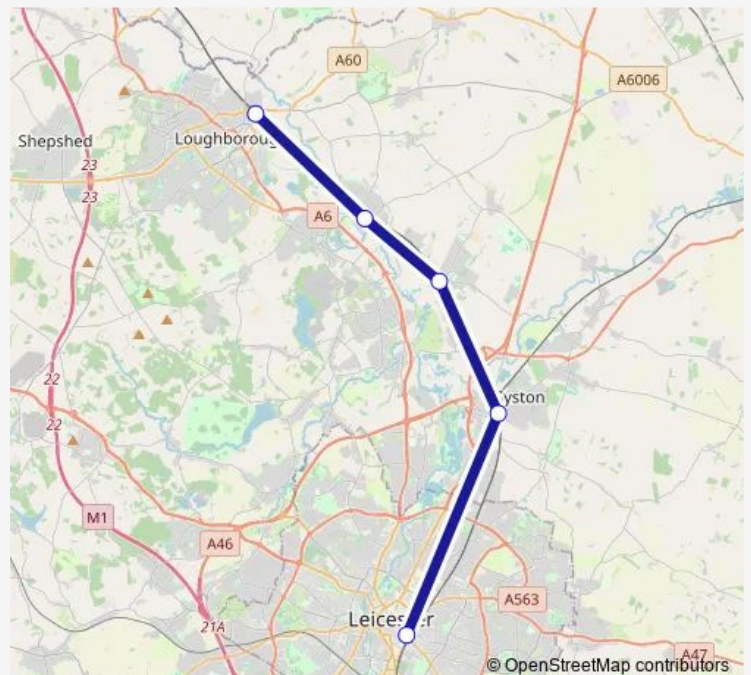 A60
A6006
Shepshed
Loughboroug
23
23
A6
22
22
yston
M1
A46
A563
Leicester
21A
A47
© OpenStreetMap contributors